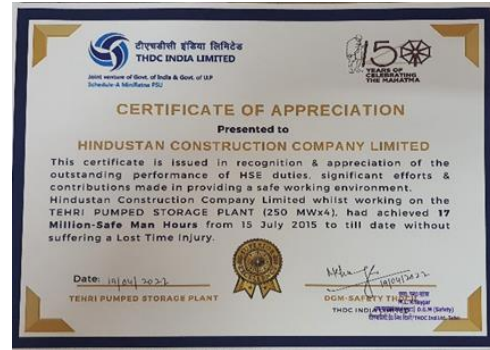 टीएचडीसी इंडिया लिमिटेड
THDC INDIA LIMITED
Joint venture of Govt. of India & Govt. of U.P
Schedule-A Miniratna PSU
150
YEARS OF
CELEBRATING
THE MAHATMA
CERTIFICATE OF APPRECIATION
Presented to
HINDUSTAN CONSTRUCTION COMPANY LIMITED
This certificate is issued in recognition & appreciation of the
outstanding performance of HSE duties, significant efforts &
contributions made in providing a safe working environment.
Hindustan Construction Company Limited whilst working on the
TEHRI PUMPED STORAGE PLANT (250 MWx4), had achieved 17
Million-Safe Man Hours from 15 July 2015 to till date without
suffering a Lost Time Injury.
Date: 19/04/2022
TEHRI PUMPED STORAGE PLANT
19/04/2022
DGM-SAFETY
THDC INDIA LIMITED
D.G.M (Safety)